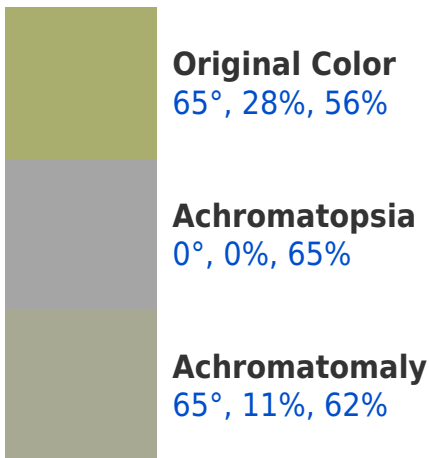 Original Color
65°, 28%, 56%
Achromatopsia
0°, 0%, 65%
Achromatomaly
65°, 11%, 62%